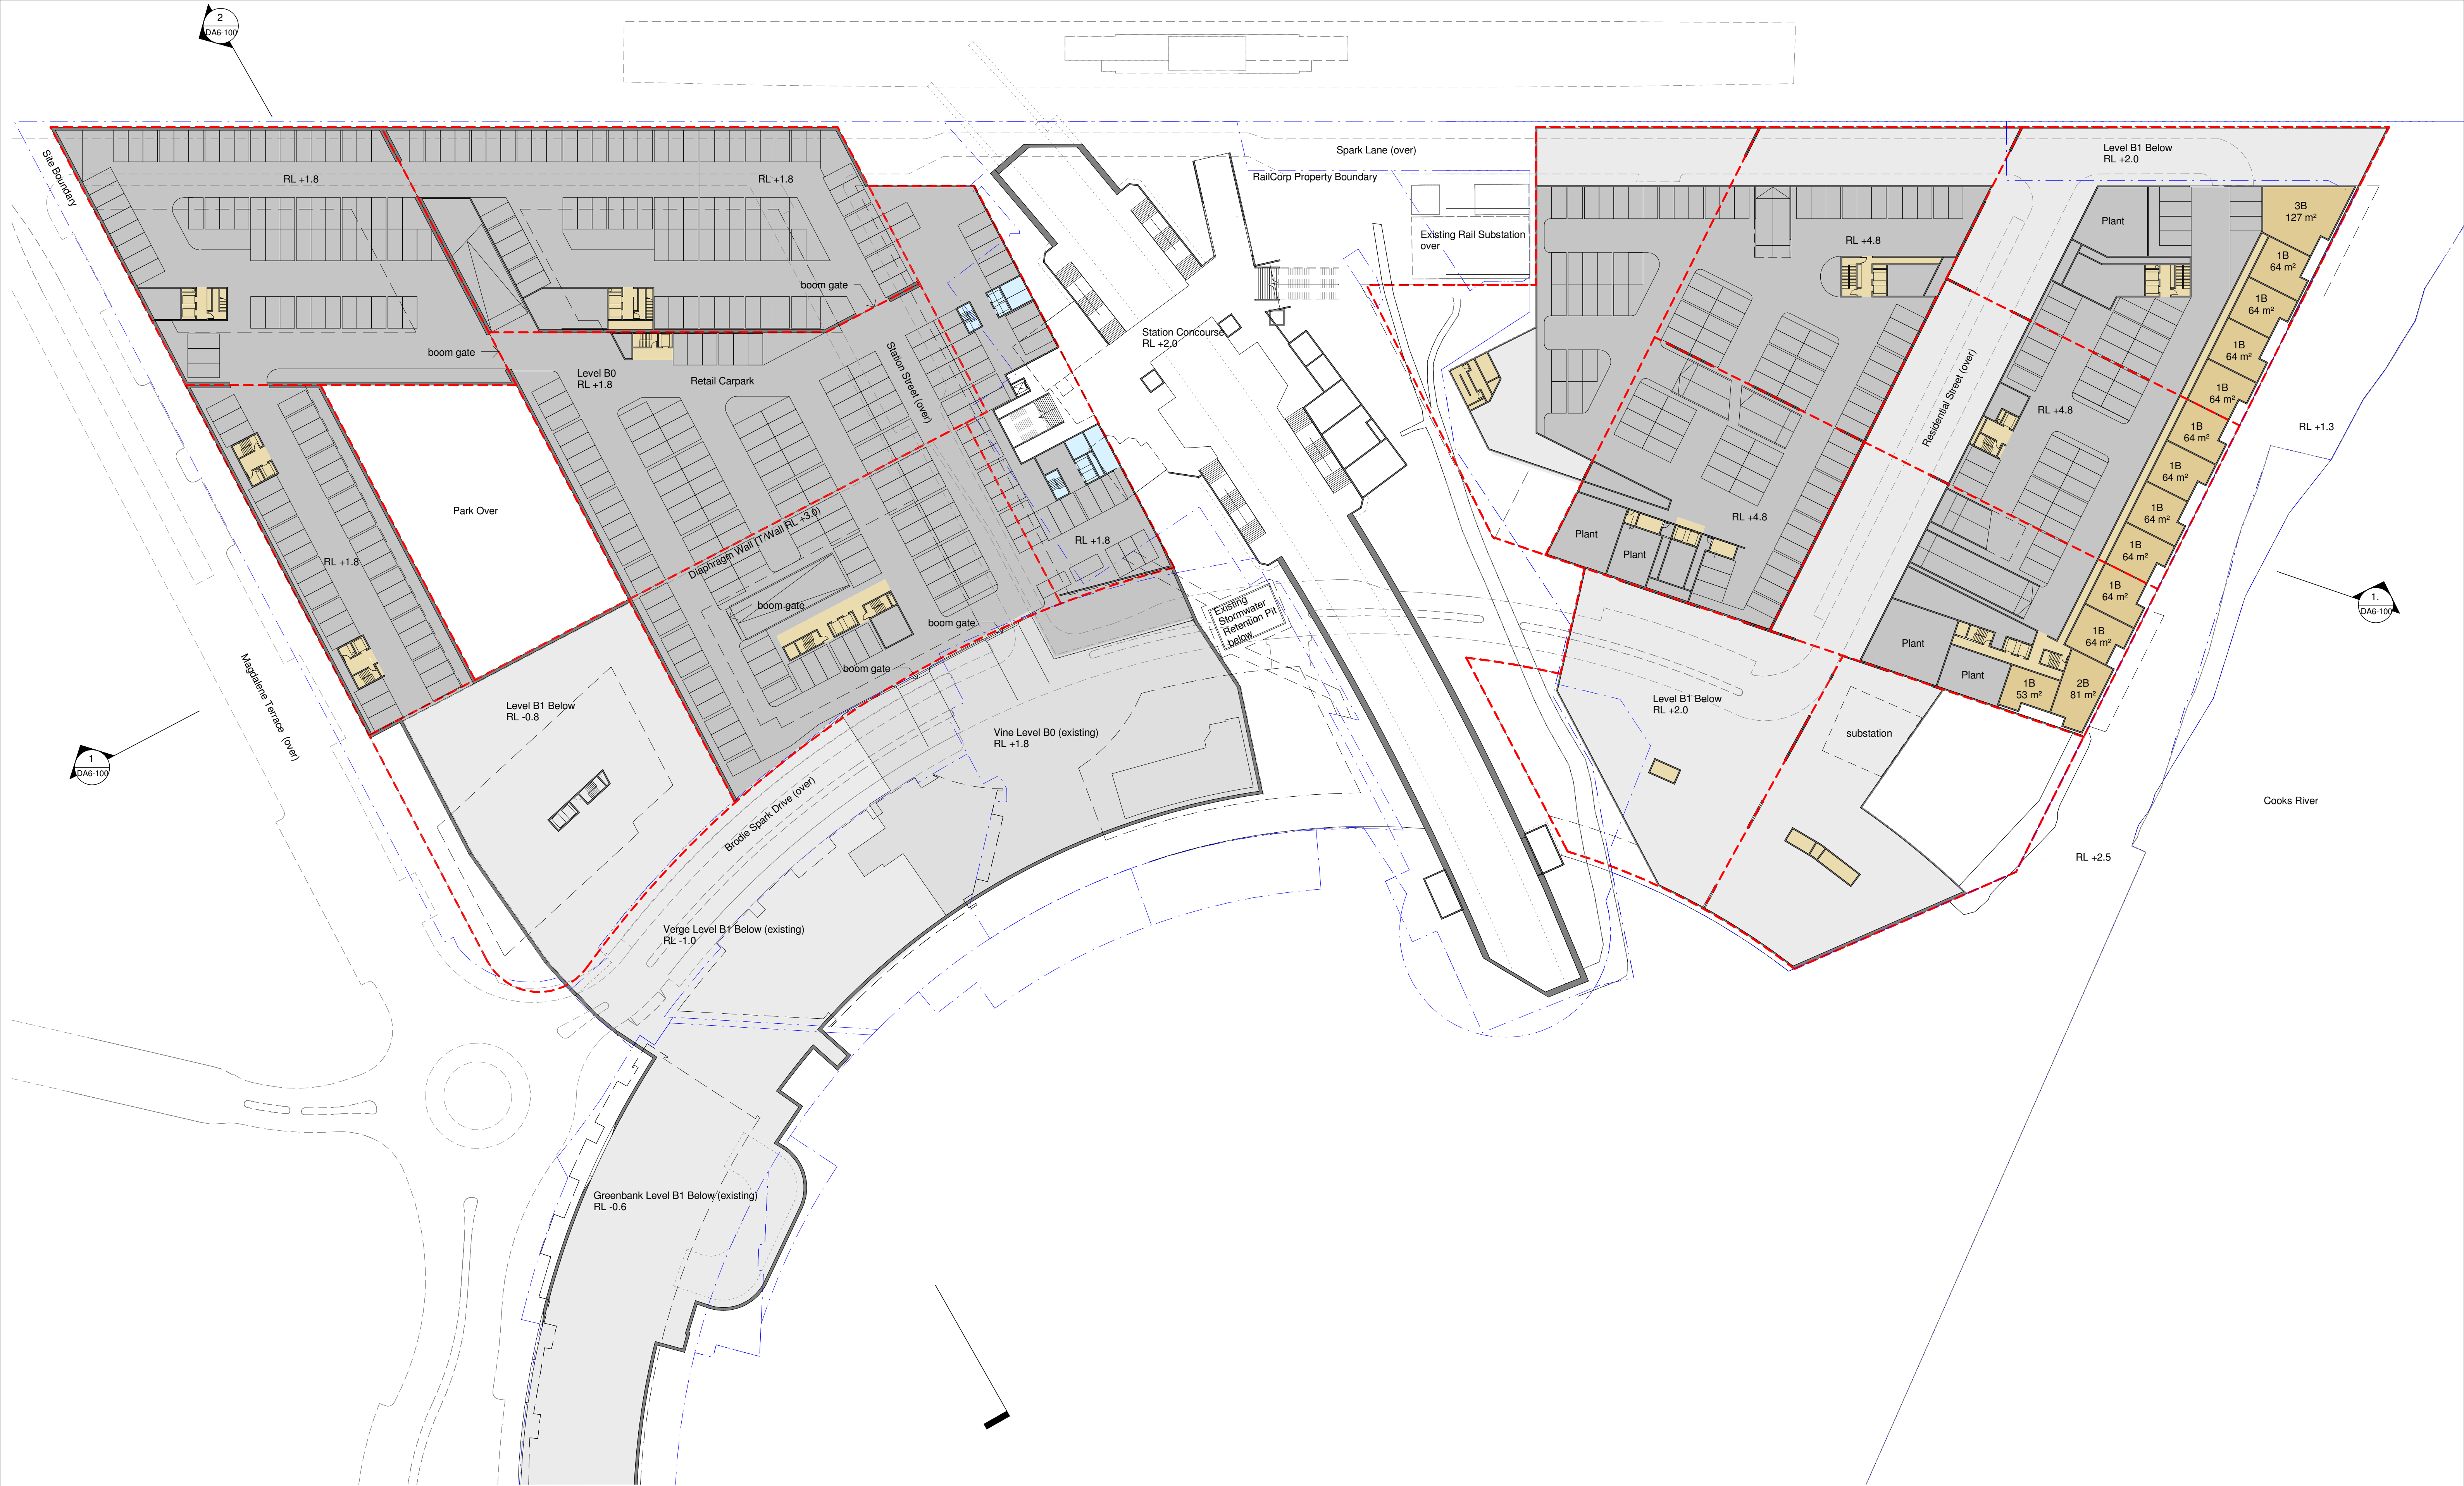 2
DA6-100
Site Boundary
RL +1.8
RL +1.8
Spark Lane (over)
RailCorp Property Boundary
Existing Rail Substation
over
Level B1 Below
RL +2.0
Plant
3B
127 m²
1B
64 m²
1B
64 m²
1B
64 m²
1B
64 m²
1B
64 m²
1B
64 m²
1B
64 m²
1B
64 m²
1B
64 m²
1B
64 m²
2B
81 m²
1B
53 m²
RL +4.8
boom gate
boom gate
Station Concourse
RL +2.0
Level B0
RL +1.8
Retail Carpark
Station Street (over)
Residential Street (over)
RL +4.8
RL +1.3
Park Over
Diaphragm Wall (T/Wall RL +3.0)
RL +1.8
RL +4.8
Plant
Plant
RL +1.8
boom gate
boom gate
boom gate
Existing
Stormwater
Retention Pit
below
1.
DA6-100
Plant
Plant
Magdalene Terrace (over)
Level B1 Below
RL -0.8
Level B1 Below
RL +2.0
substation
Vine Level B0 (existing)
RL +1.8
1
DA6-100
Brodie Spark Drive (over)
Cooks River
RL +2.5
Verge Level B1 Below (existing)
RL -1.0
Greenbank Level B1 Below (existing)
RL -0.6